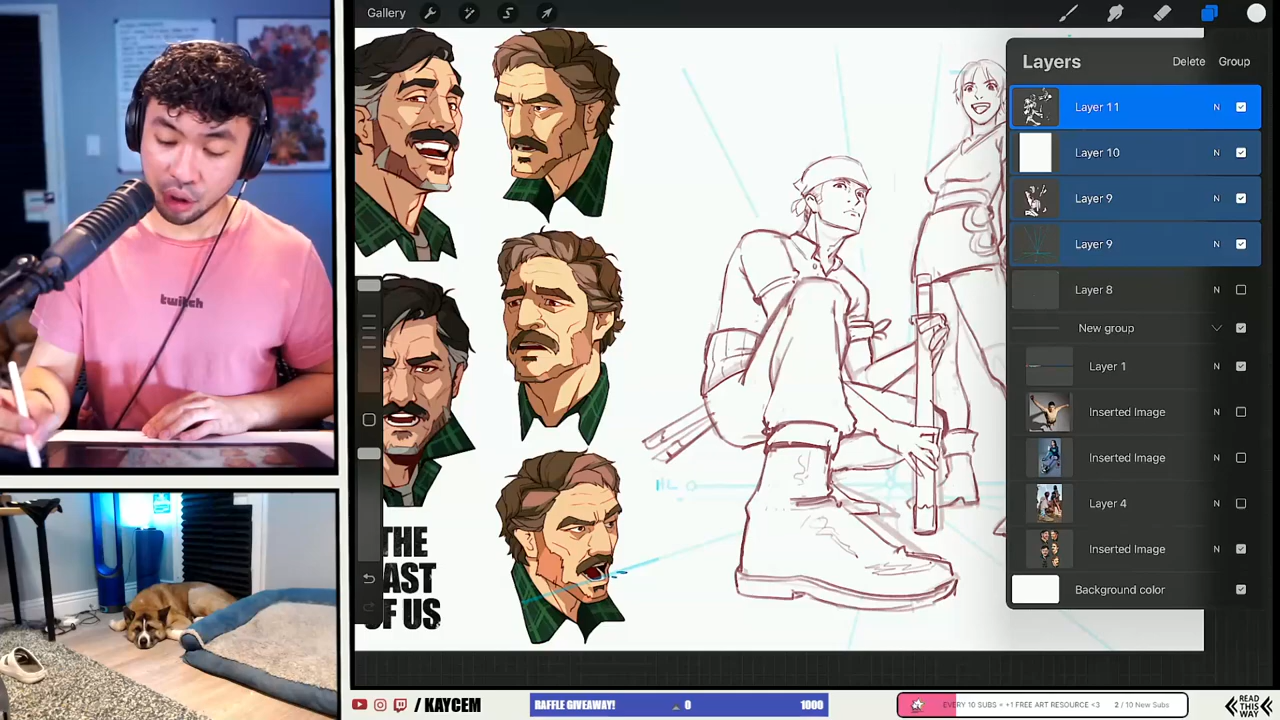 Gallery
Layers
Delete
Group
Layer 11
N
Layer 10
N
Layer 9
N
Layer 9
N
Layer 8
N
New group
Layer 1
N
Inserted Image
N
Inserted Image
N
Layer 4
N
Inserted Image
N
Background color
twitch
THE
AST
OF US
/ KAYCEM
RAFFLE GIVEAWAY!
0
1000
EVERY 10 SUBS = +1 FREE ART RESOURCE <3
2 / 10 New Subs
READ
THIS
WAY